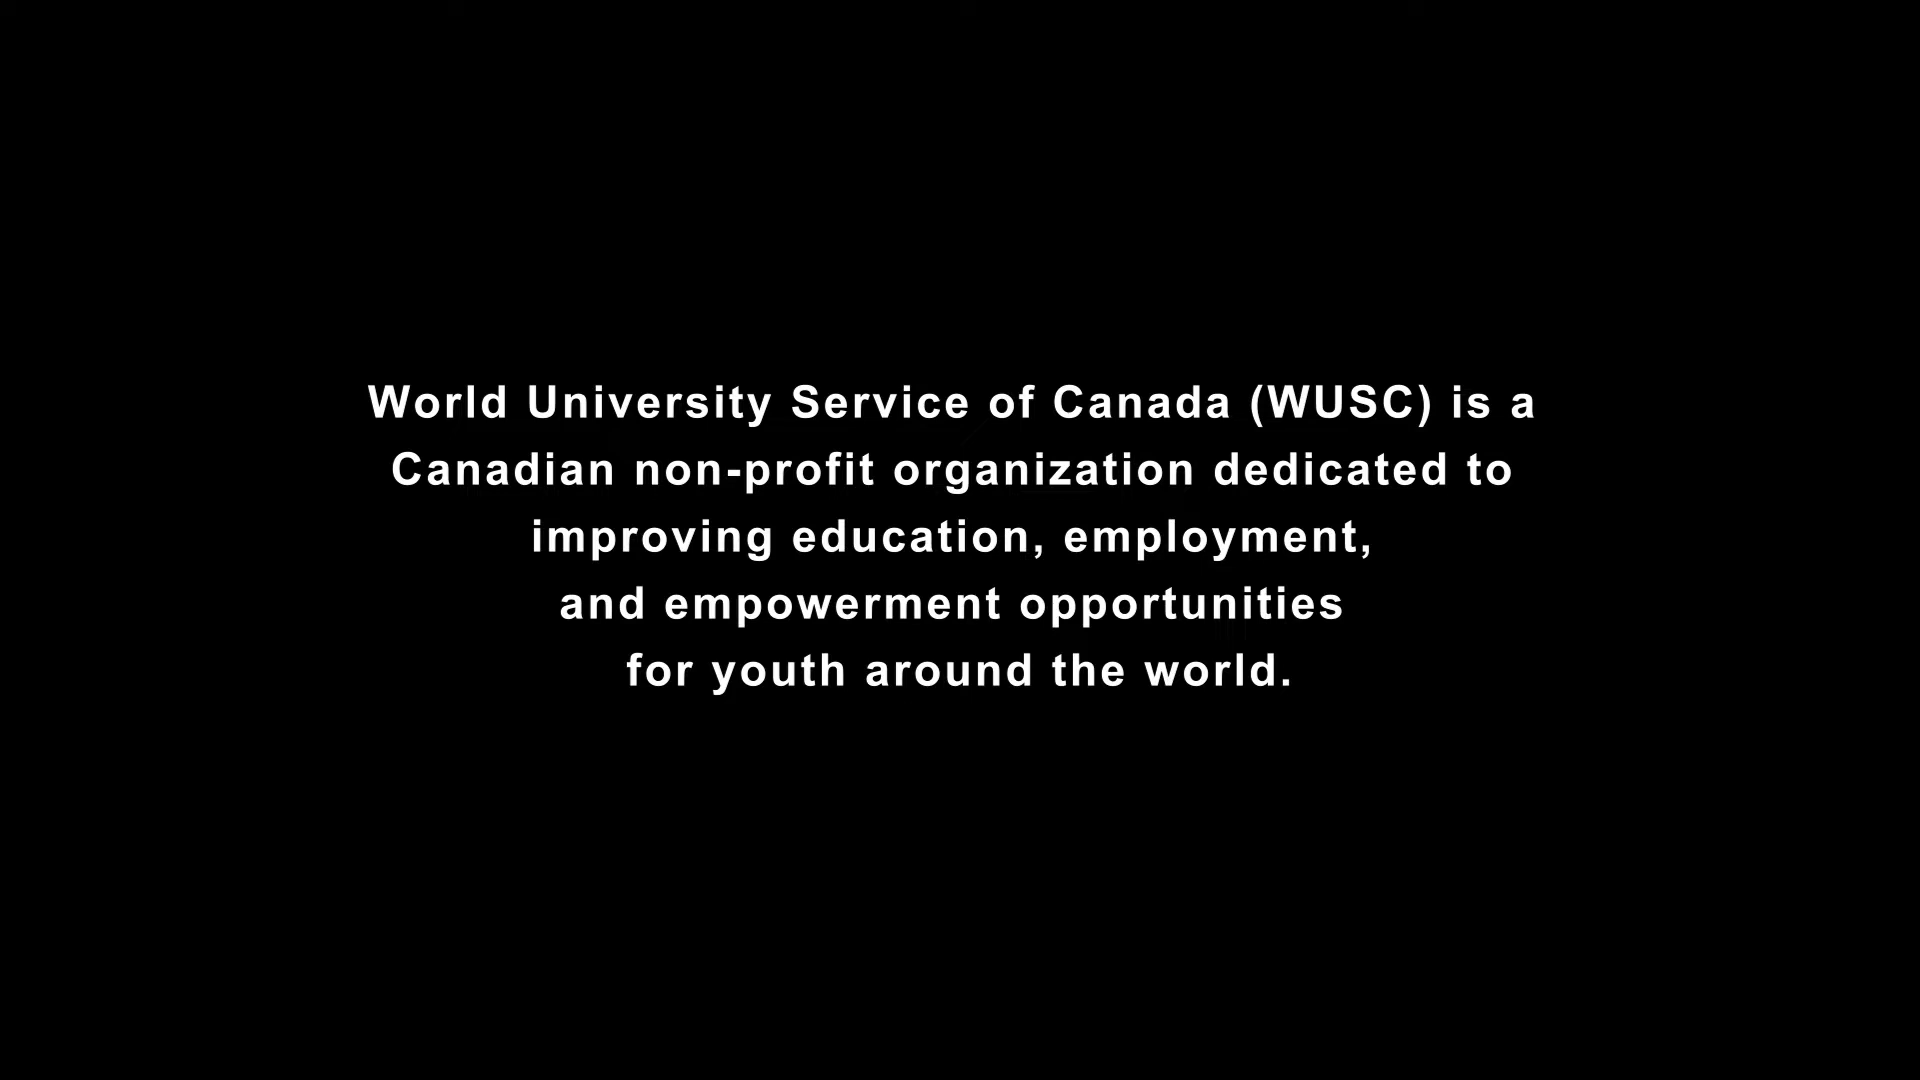 World University Service of Canada (WUSC) is a
Canadian non-profit organization dedicated to
improving education, employment,
and empowerment opportunities
for youth around the world.